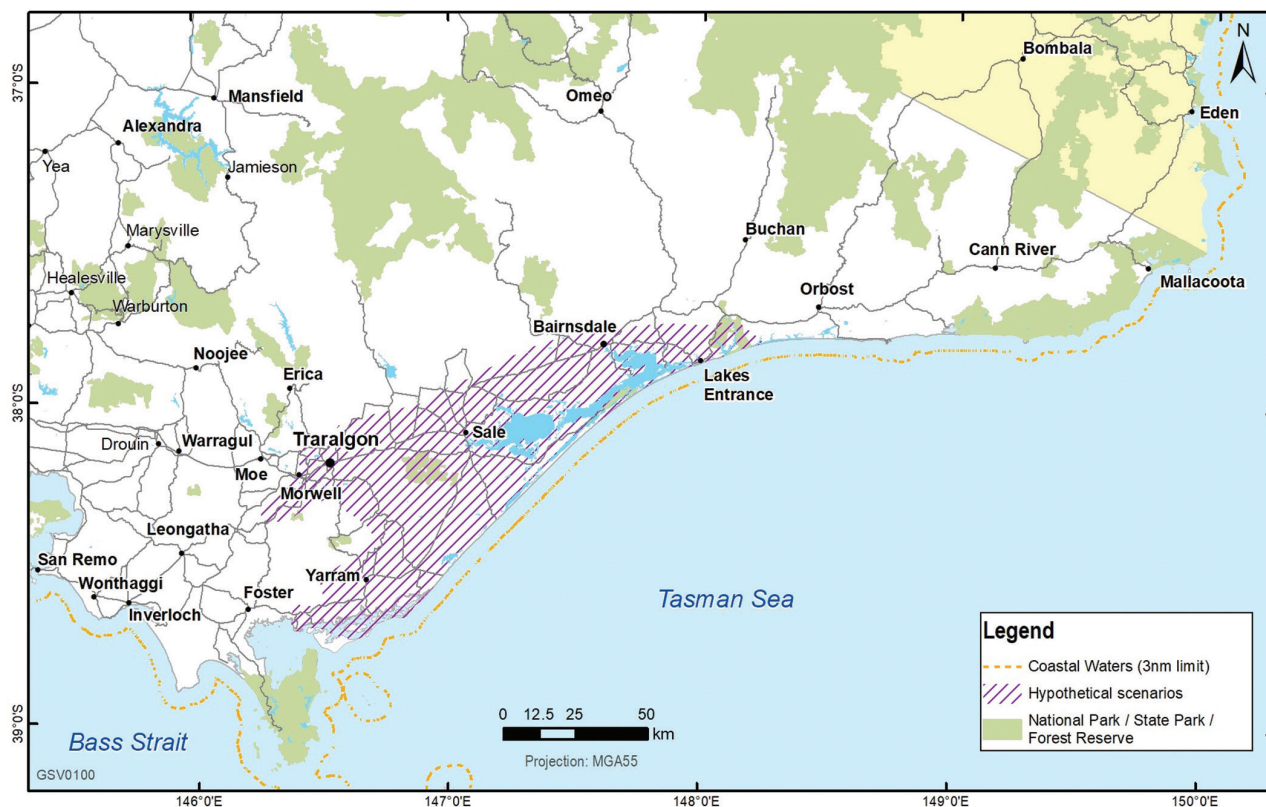 N
Bombala
37°0'S
Mansfield
Omeo
Eden
Alexandra
Yea
Jamieson
Marysville
Buchan
Cann River
Healesville
Mallacoota
Warburton
Orbost
Bairnsdale
Noojee
Erica
Lakes
Entrance
38°0'S
Traralgon
Sale
Drouin
Warragul
Moe
Morwell
Leongatha
San Remo
Yarram
Wonthaggi
Foster
Inverloch
Tasman Sea
Legend
Coastal Waters (3nm limit)
Hypothetical scenarios
National Park / State Park /
Forest Reserve
0 12.5 25 50
km
Projection: MGA55
39°0'S
Bass Strait
GSV0100
146°0'E 147°0'E 148°0'E 149°0'E 150°0'E